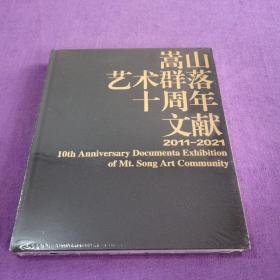 嵩山
艺术群落
十周年
文献
2011-2021
10th Anniversary Documenta Exhibition
of Mt. Song Art Community